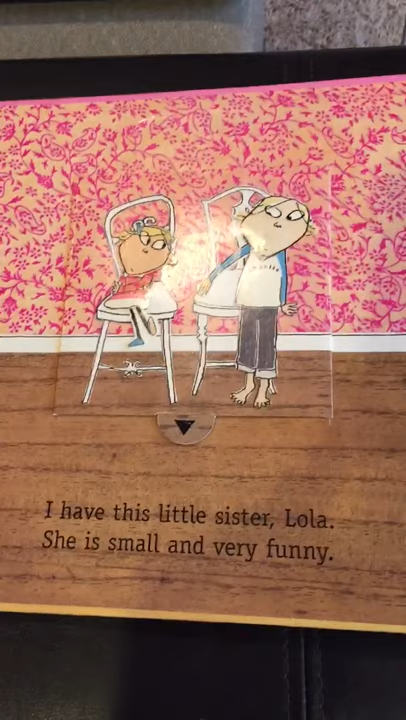 I have this little sister, Lola.
She is small and very funny.